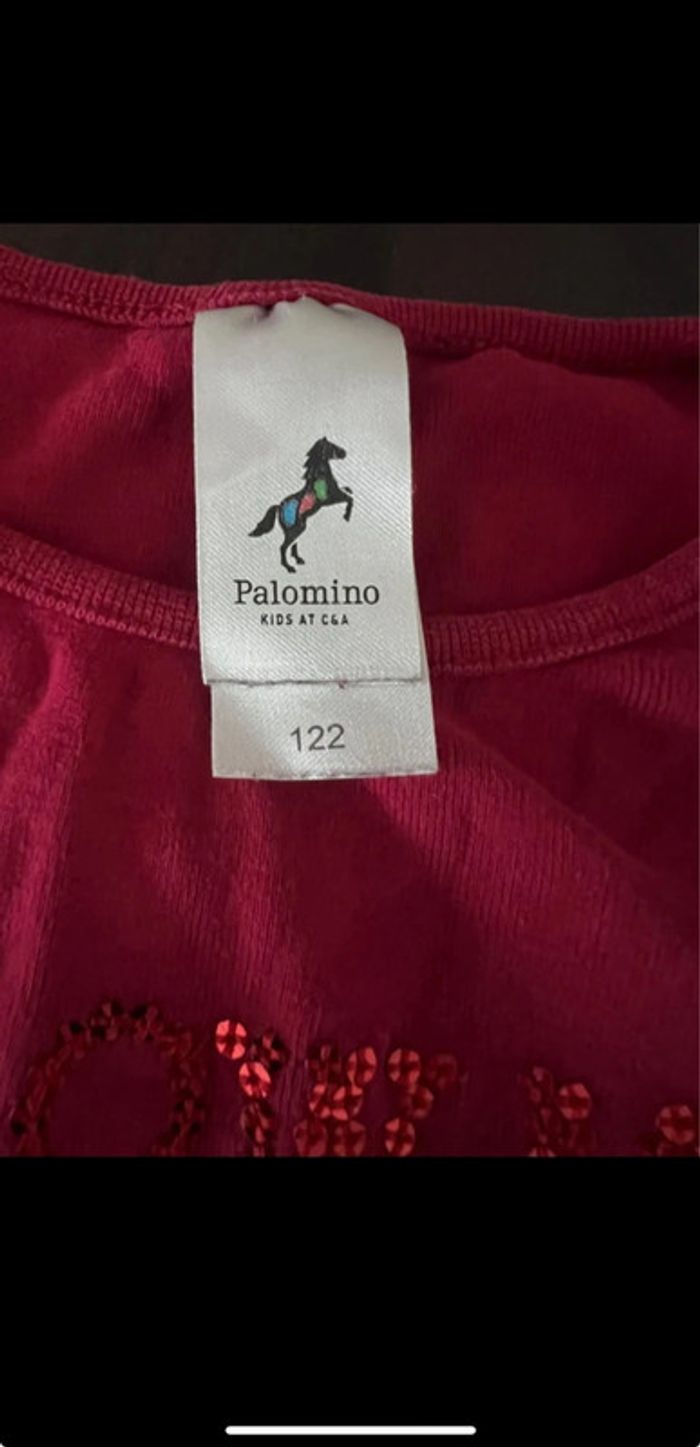 Palomino
KIDS AT C&A
122